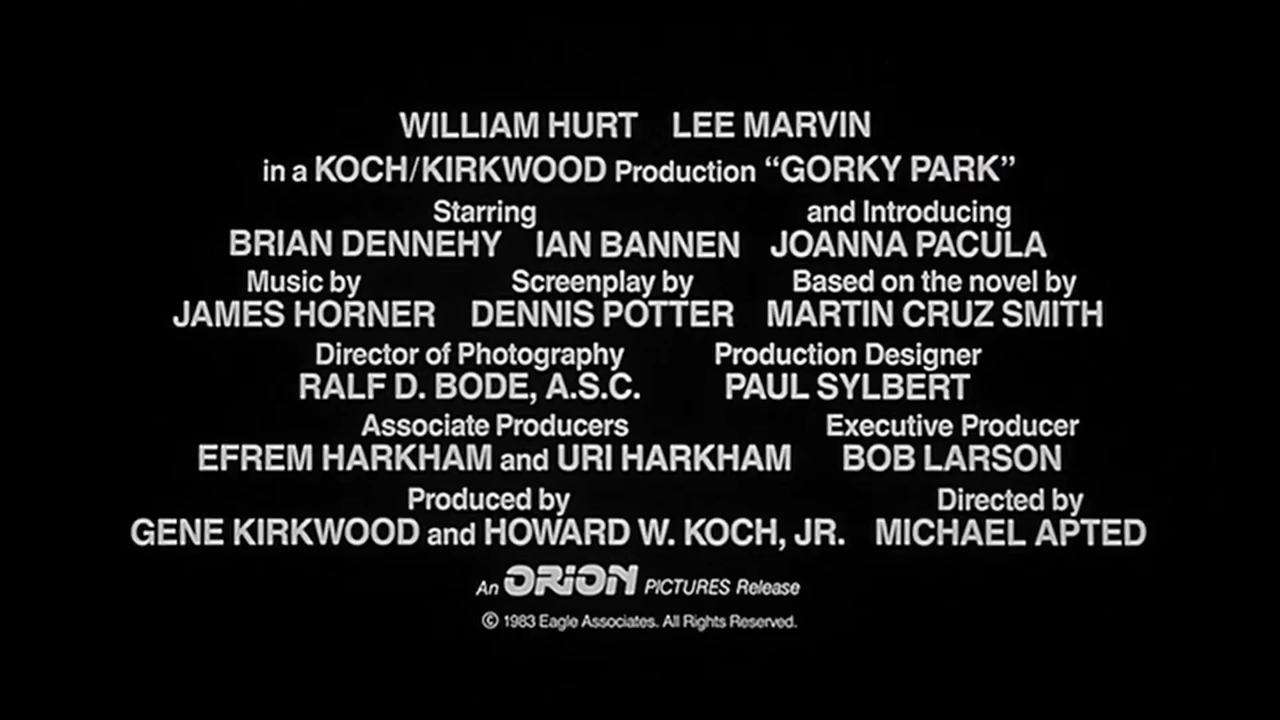 WILLIAM HURT LEE MARVIN
in a KOCH/KIRKWOOD Production “GORKY PARK”
Starring and Introducing
BRIAN DENNEHY IAN BANNEN JOANNA PACULA
Music by Screenplay by Based on the novel by
JAMES HORNER DENNIS POTTER MARTIN CRUZ SMITH
Director of Photography Production Designer
RALF D. BODE, A.S.C. PAUL SYLBERT
Associate Producers Executive Producer
EFREM HARKHAM and URI HARKHAM BOB LARSON
Produced by Directed by
GENE KIRKWOOD and HOWARD W. KOCH, JR. MICHAEL APTED
An ORION PICTURES Release
© 1983 Eagle Associates. All Rights Reserved.